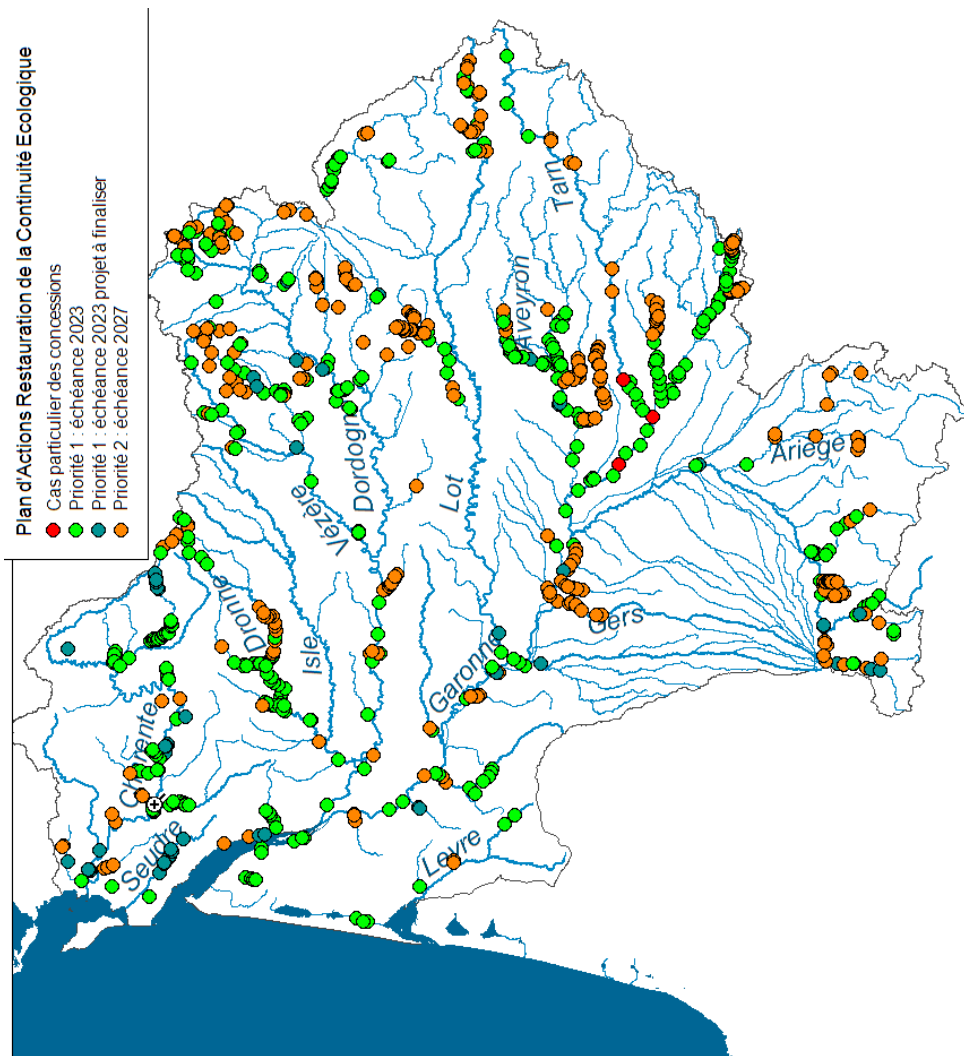 Plan d'Actions Restauration de la Continuité Ecologique
Cas particulier des concessions
Priorité 1 : échéance 2023
Priorité 1 : échéance 2023 projet à finaliser
Priorité 2 : échéance 2027
Charente
Seudre
Dronne
Isle
Vézère
Dordogn
Lot
Garonne
Leyre
Gers
Aveyron
Tarn
Ariège